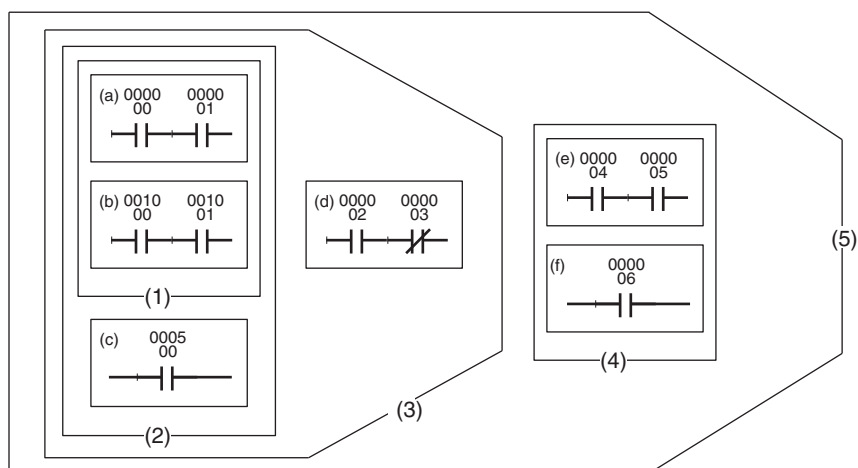 (a) 0000 0000
00 01
(b) 0010 0010
00 01
(1)
(c) 0005
00
(2)
(d) 0000 0000
02 03
(3)
(e) 0000 0000
04 05
(f) 0000
06
(4)
(5)